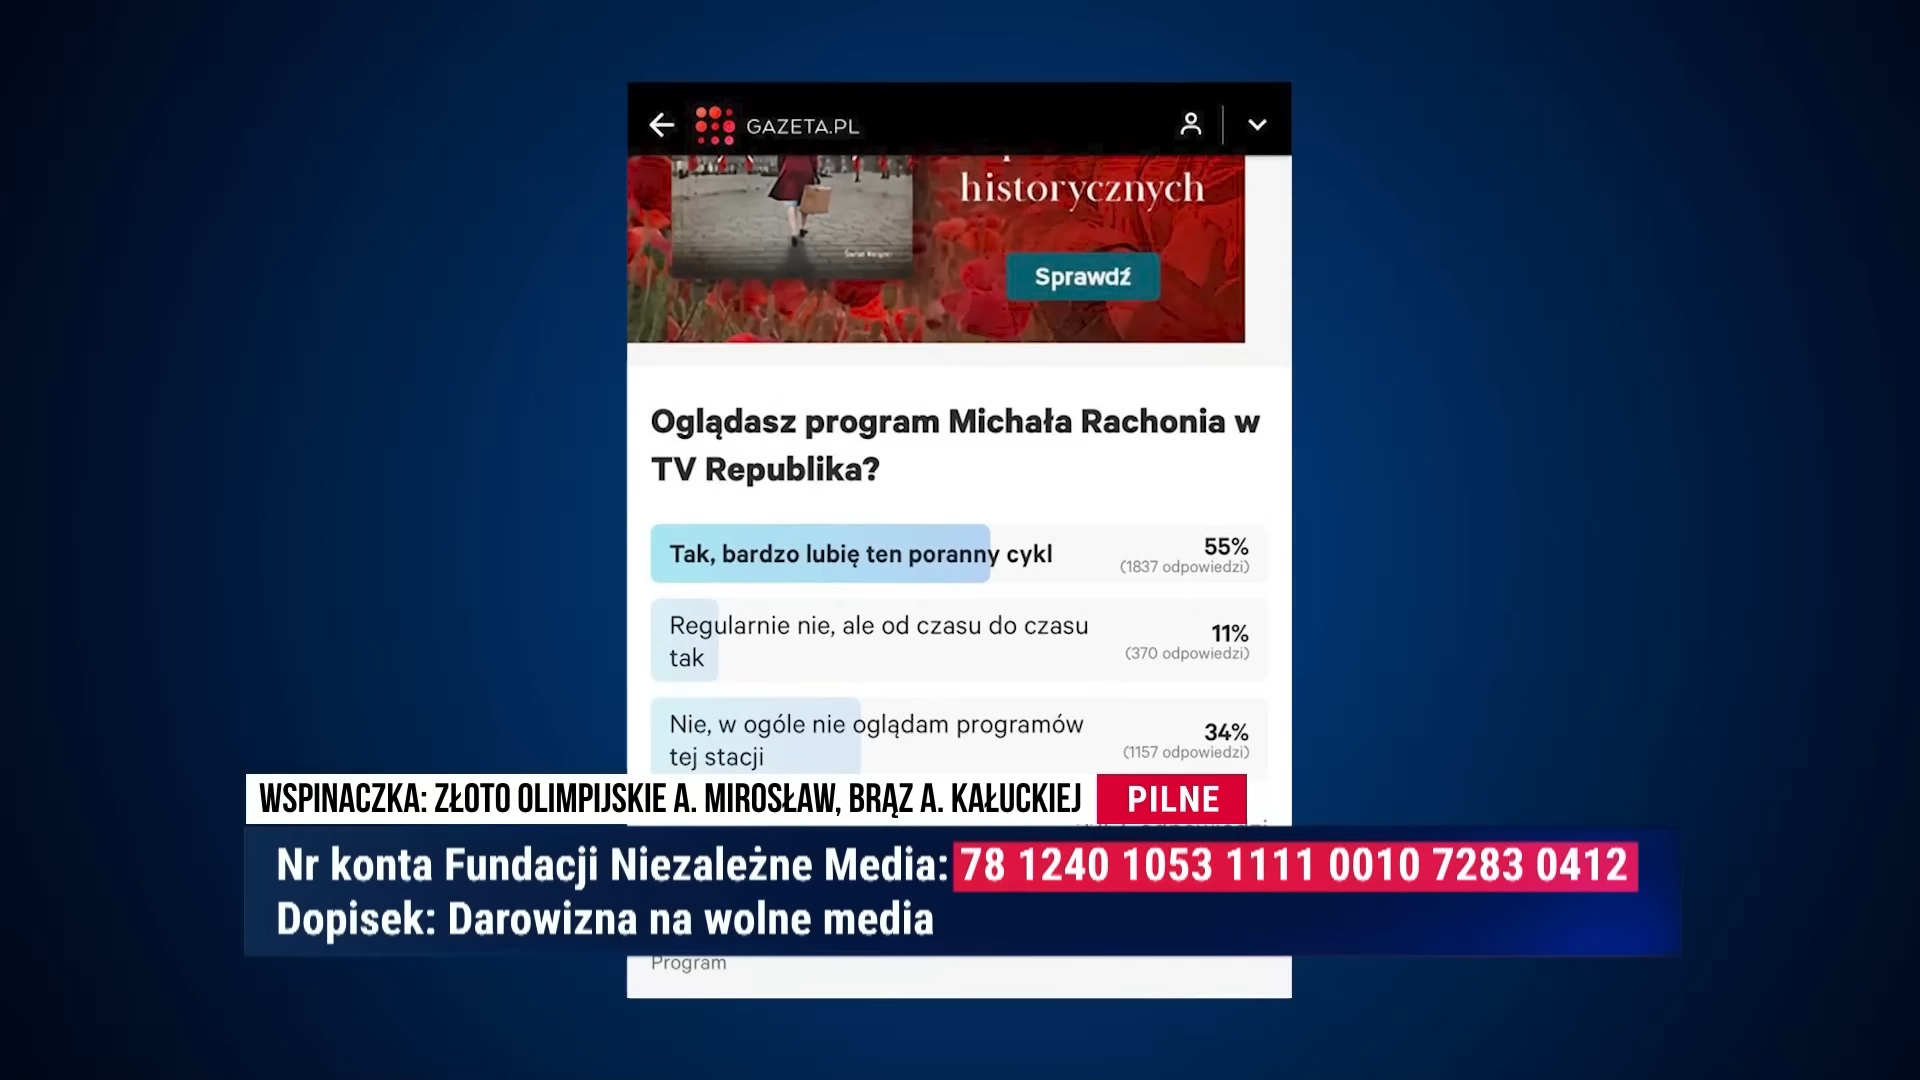 GAZETA.PL
historycznych
Sprawdź
Oglądasz program Michała Rachonia w
TV Republika?
Tak, bardzo lubię ten poranny cykl
55%
(1837 odpowiedzi)
Regularnie nie, ale od czasu do czasu
tak
11%
(370 odpowiedzi)
Nie, w ogóle nie oglądam programów
tej stacji
34%
(1157 odpowiedzi)
WSPINACZKA: ZŁOTO OLIMPIJSKIE A. MIROSŁAW, BRĄZ A. KAŁUCKIEJ
PILNE
Nr konta Fundacji Niezależne Media: 78 1240 1053 1111 0010 7283 0412
Dopisek: Darowizna na wolne media
Program